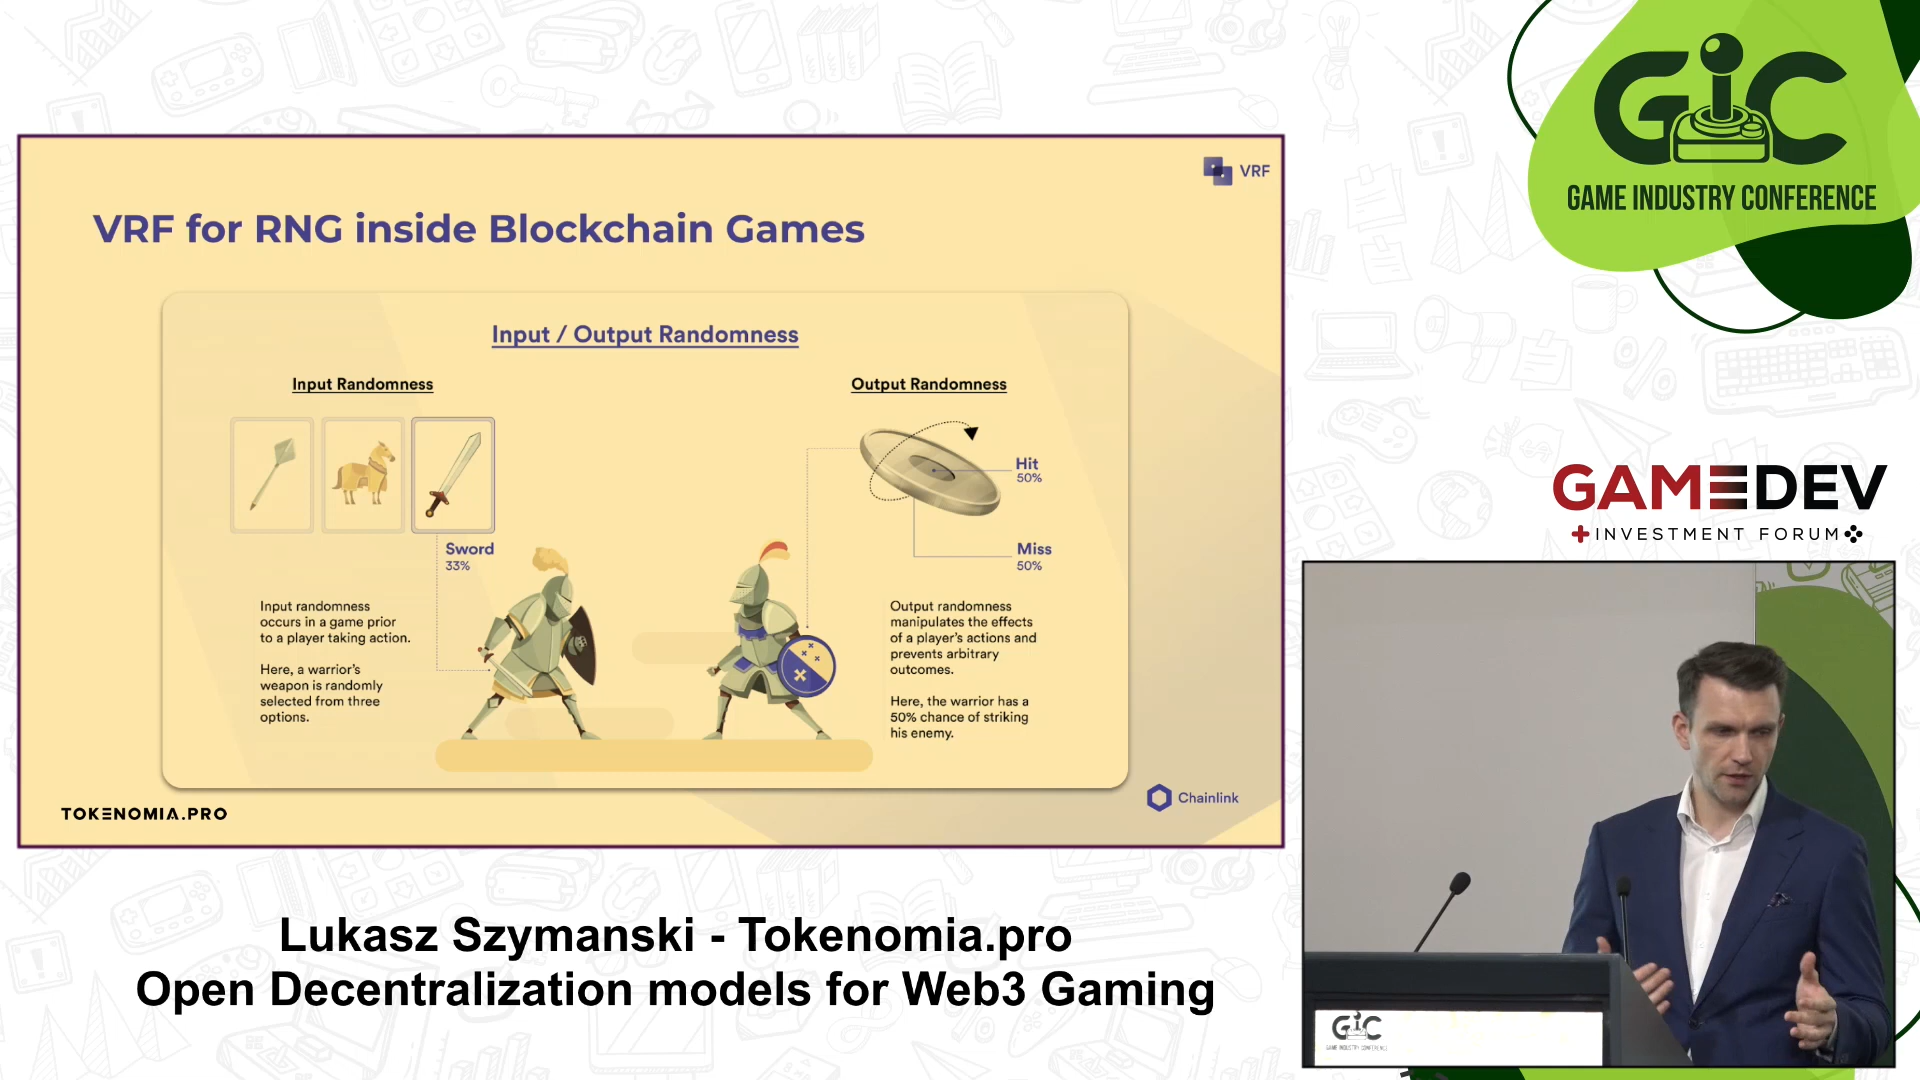 VRF
VRF for RNG inside Blockchain Games
Input / Output Randomness
Input Randomness
Sword
33%
Input randomness
occurs in a game prior
to a player taking action.
Here, a warrior's
weapon is randomly
selected from three
options.
Output Randomness
Hit
50%
Miss
50%
Output randomness
manipulates the effects
of a player's actions and
prevents arbitrary
outcomes.
Here, the warrior has a
50% chance of striking
his enemy.
TOKENOMIA.PRO
Chainlink
Lukasz Szymanski - Tokenomia.pro
Open Decentralization models for Web3 Gaming
GIC
GAME INDUSTRY CONFERENCE
GAMEDEV
INVESTMENT FORUM
GIC
GAME INDUSTRY CONFERENCE